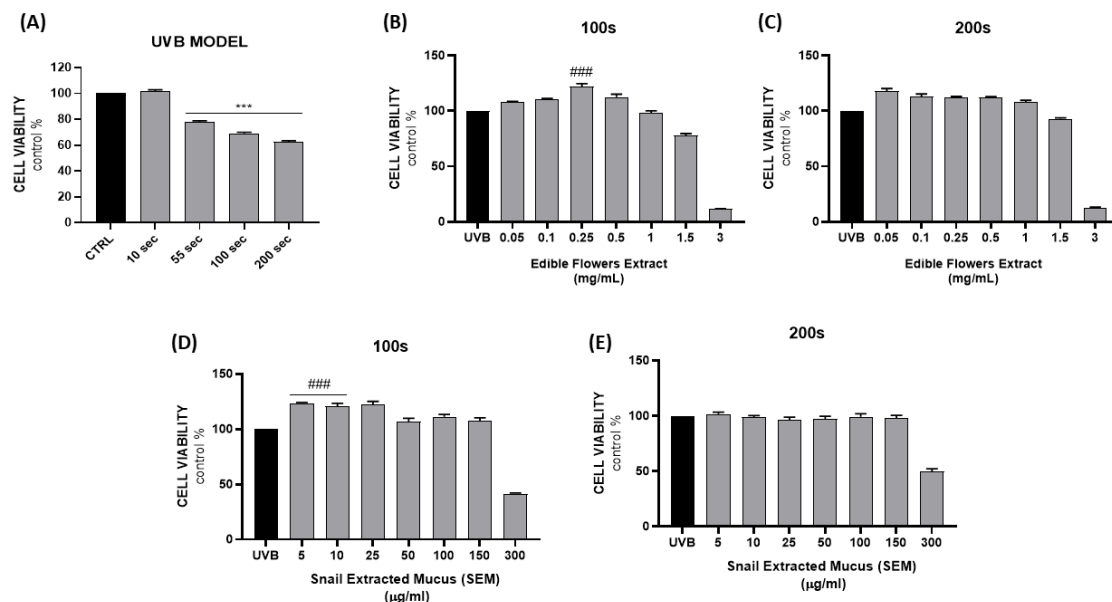 (A)
UVB MODEL
CELL VIABILITY
control %
120
100
80
60
40
20
0
***
CTRL
10 sec
55 sec
100 sec
200 sec
(B)
100s
CELL VIABILITY
control %
150
100
50
0
###
UVB 0.05 0.1 0.25 0.5 1 1.5 3
Edible Flowers Extract
(mg/mL)
(C)
200s
CELL VIABILITY
control %
150
100
50
0
UVB 0.05 0.1 0.25 0.5 1 1.5 3
Edible Flowers Extract
(mg/mL)
(D)
100s
CELL VIABILITY
control %
150
100
50
0
###
UVB 5 10 25 50 100 150 300
Snail Extracted Mucus (SEM)
(µg/ml)
(E)
200s
CELL VIABILITY
control %
150
100
50
0
UVB 5 10 25 50 100 150 300
Snail Extracted Mucus (SEM)
(µg/ml)